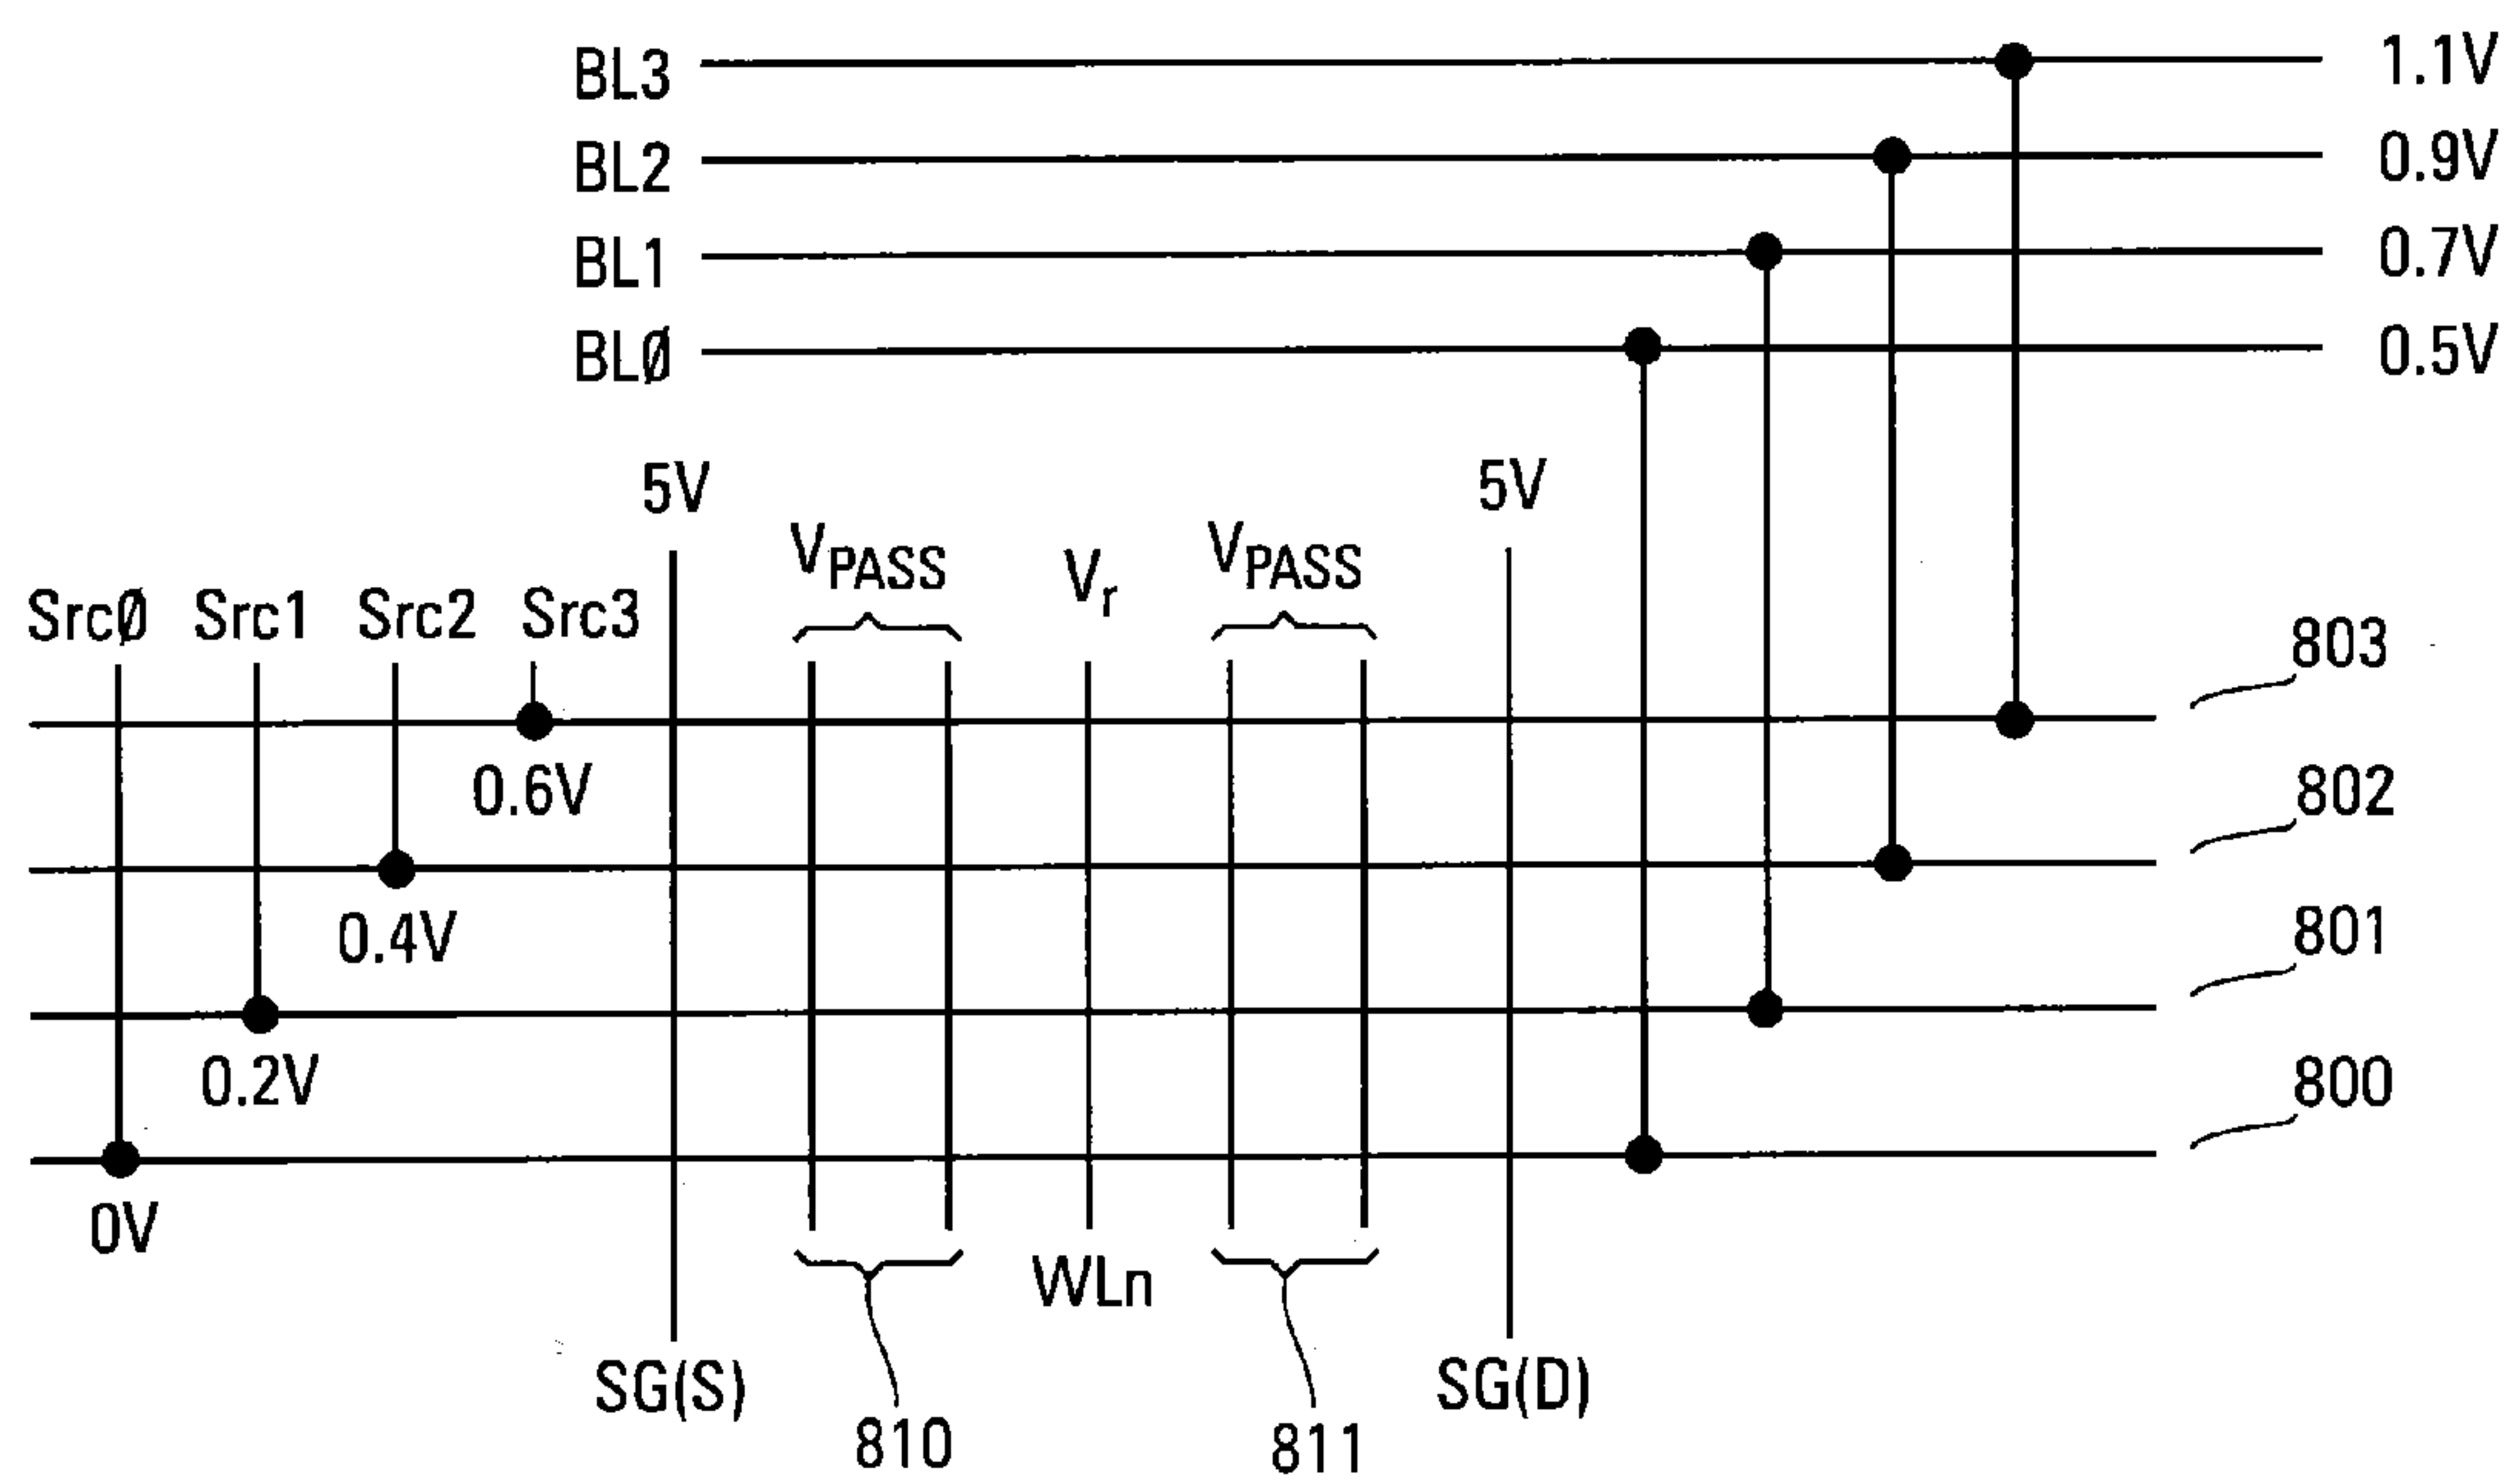 BL3 1.1V
BL2 0.9V
BL1 0.7V
BLØ 0.5V
5V 5V
VPASS Vr VPASS
SrcØ Src1 Src2 Src3
803
0.6V 802
0.4V 801
0.2V 800
0V
WLn
SG(S) SG(D)
810 811